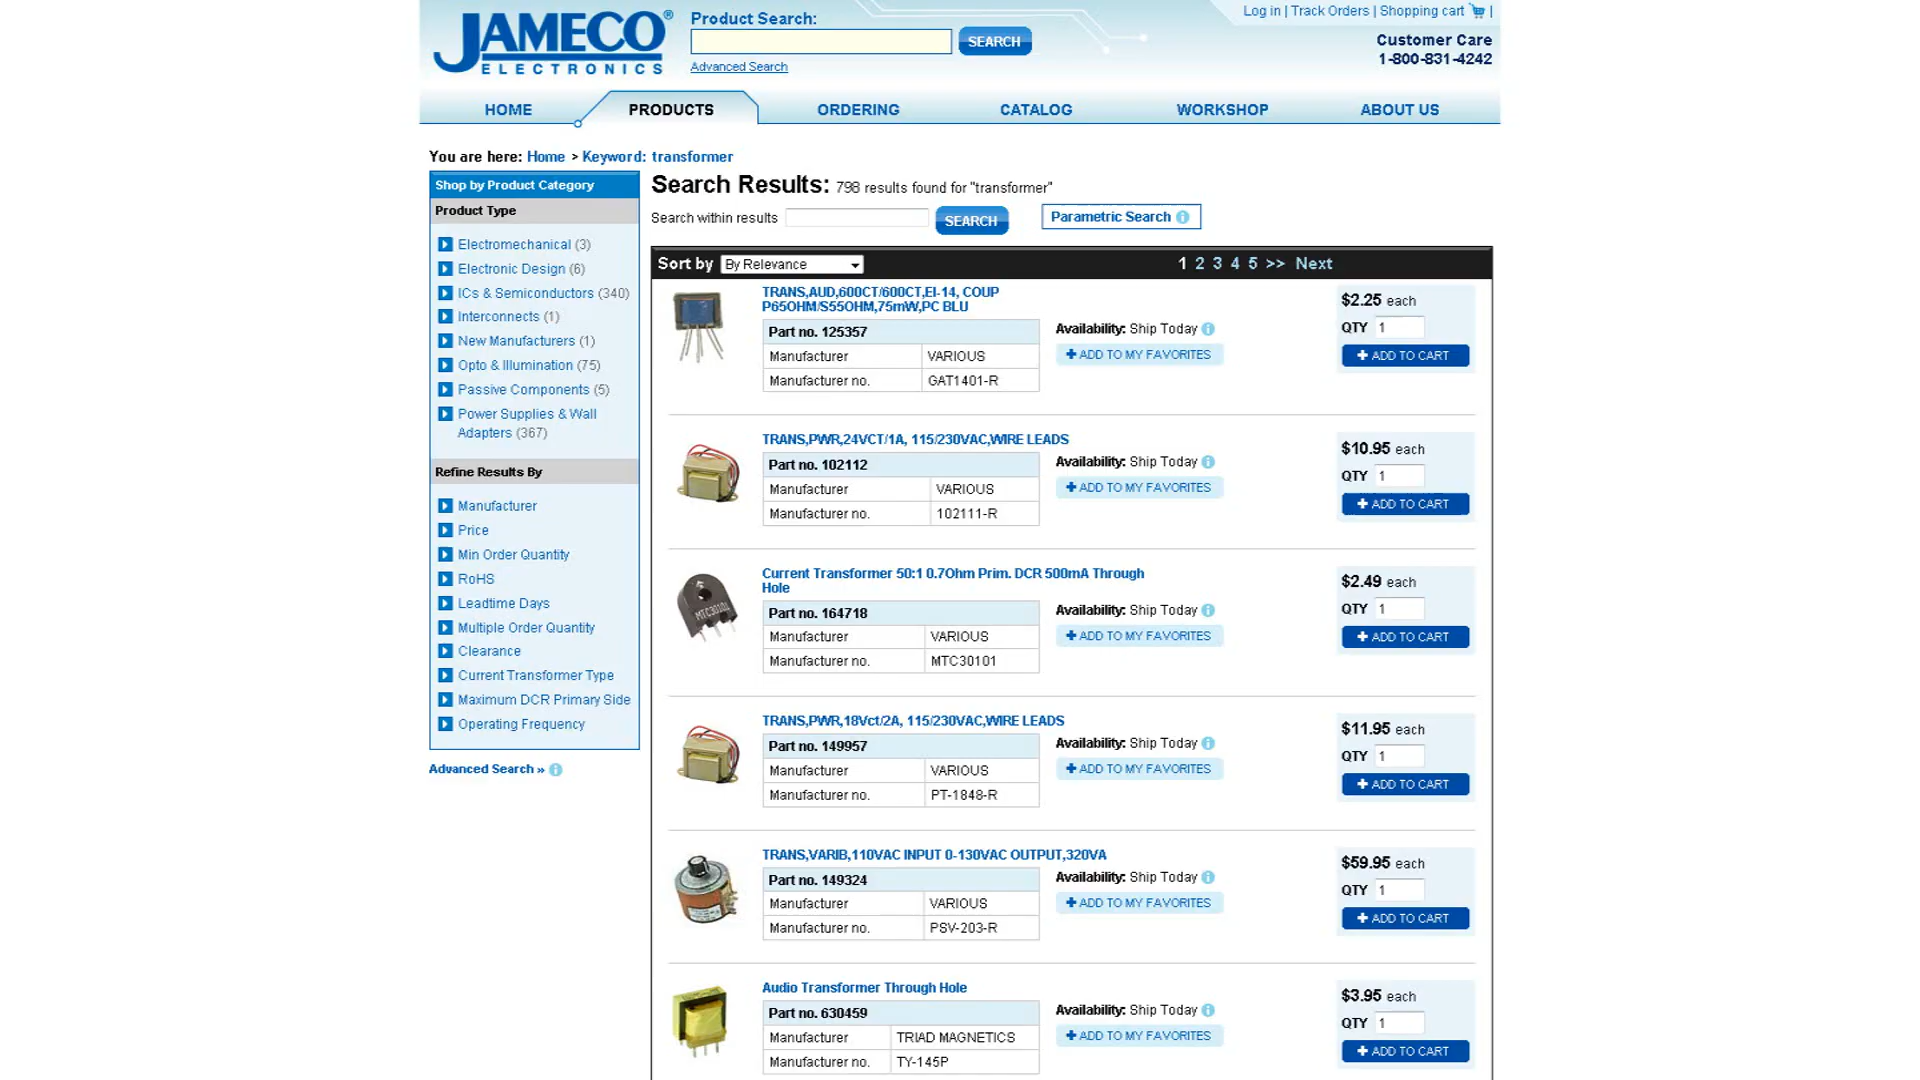 JAMECO®
ELECTRONICS
Product Search:
SEARCH
Advanced Search
Log in | Track Orders | Shopping cart |
Customer Care
1-800-831-4242
HOME
PRODUCTS
ORDERING
CATALOG
WORKSHOP
ABOUT US
You are here: Home > Keyword: transformer
Shop by Product Category
Product Type
Electromechanical (3)
Electronic Design (6)
ICs & Semiconductors (340)
Interconnects (1)
New Manufacturers (1)
Opto & Illumination (75)
Passive Components (5)
Power Supplies & Wall
Adapters (367)
Refine Results By
Manufacturer
Price
Min Order Quantity
RoHS
Leadtime Days
Multiple Order Quantity
Clearance
Current Transformer Type
Maximum DCR Primary Side
Operating Frequency
Advanced Search »
Search Results: 798 results found for "transformer"
Search within results
SEARCH
Parametric Search
Sort by By Relevance
1 2 3 4 5 >> Next
TRANS,AUD,600CT/600CT,EI-14, COUP
P65OHM/S55OHM,75mW,PC BLU
Part no. 125357
Manufacturer VARIOUS
Manufacturer no. GAT1401-R
Availability: Ship Today
+ ADD TO MY FAVORITES
$2.25 each
QTY 1
+ ADD TO CART
TRANS,PWR,24VCT/1A, 115/230VAC,WIRE LEADS
Part no. 102112
Manufacturer VARIOUS
Manufacturer no. 102111-R
Availability: Ship Today
+ ADD TO MY FAVORITES
$10.95 each
QTY 1
+ ADD TO CART
MTC30101
Current Transformer 50:1 0.7Ohm Prim. DCR 500mA Through
Hole
Part no. 164718
Manufacturer VARIOUS
Manufacturer no. MTC30101
Availability: Ship Today
+ ADD TO MY FAVORITES
$2.49 each
QTY 1
+ ADD TO CART
TRANS,PWR,18Vct/2A, 115/230VAC,WIRE LEADS
Part no. 149957
Manufacturer VARIOUS
Manufacturer no. PT-1848-R
Availability: Ship Today
+ ADD TO MY FAVORITES
$11.95 each
QTY 1
+ ADD TO CART
TRANS,VARIB,110VAC INPUT 0-130VAC OUTPUT,320VA
Part no. 149324
Manufacturer VARIOUS
Manufacturer no. PSV-203-R
Availability: Ship Today
+ ADD TO MY FAVORITES
$59.95 each
QTY 1
+ ADD TO CART
Audio Transformer Through Hole
Part no. 630459
Manufacturer TRIAD MAGNETICS
Manufacturer no. TY-145P
Availability: Ship Today
+ ADD TO MY FAVORITES
$3.95 each
QTY 1
+ ADD TO CART